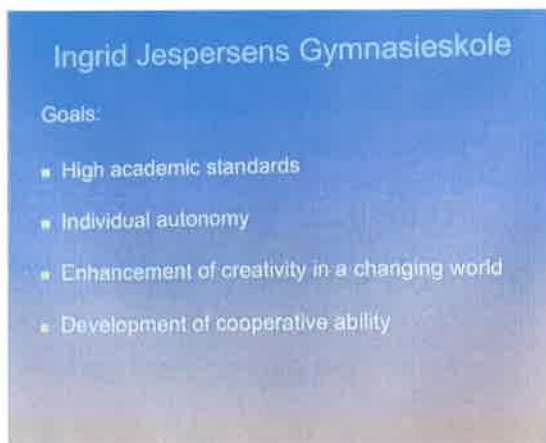 Ingrid Jespersens Gymnasieskole
Goals:
▪ High academic standards
▪ Individual autonomy
▪ Enhancement of creativity in a changing world
▪ Development of cooperative ability